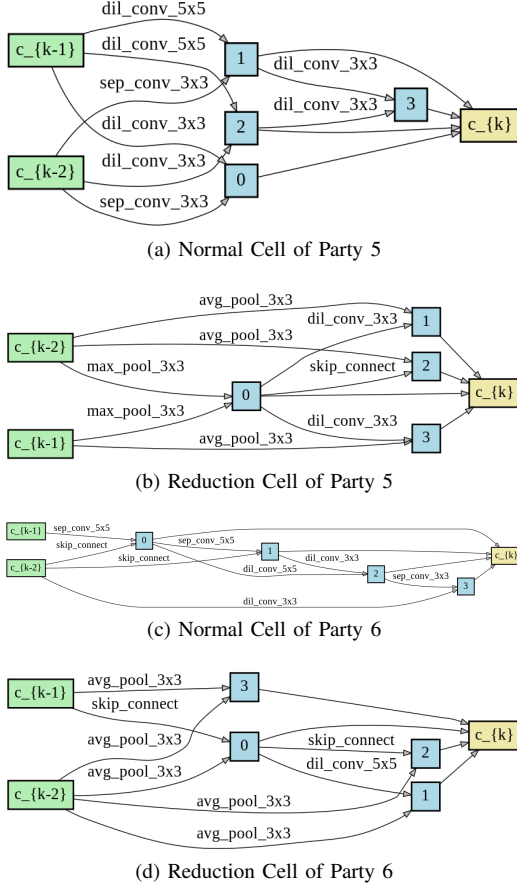 dil_conv_5x5
c_{k-1}
dil_conv_5x5
1
dil_conv_3x3
sep_conv_3x3
3
dil_conv_3x3
dil_conv_3x3
2
c_{k}
dil_conv_3x3
c_{k-2}
0
sep_conv_3x3
(a) Normal Cell of Party 5
avg_pool_3x3
dil_conv_3x3
1
c_{k-2}
avg_pool_3x3
max_pool_3x3
skip_connect
2
0
c_{k}
max_pool_3x3
c_{k-1}
avg_pool_3x3
dil_conv_3x3
3
(b) Reduction Cell of Party 5
c_{k-1}
sep_conv_5x5
skip_connect
0
sep_conv_5x5
1
c_{k}
c_{k-2}
skip_connect
dil_conv_3x3
dil_conv_5x5
2
sep_conv_3x3
3
dil_conv_3x3
(c) Normal Cell of Party 6
avg_pool_3x3
3
c_{k-1}
skip_connect
avg_pool_3x3
0
skip_connect
2
c_{k}
avg_pool_3x3
dil_conv_5x5
c_{k-2}
avg_pool_3x3
1
avg_pool_3x3
(d) Reduction Cell of Party 6